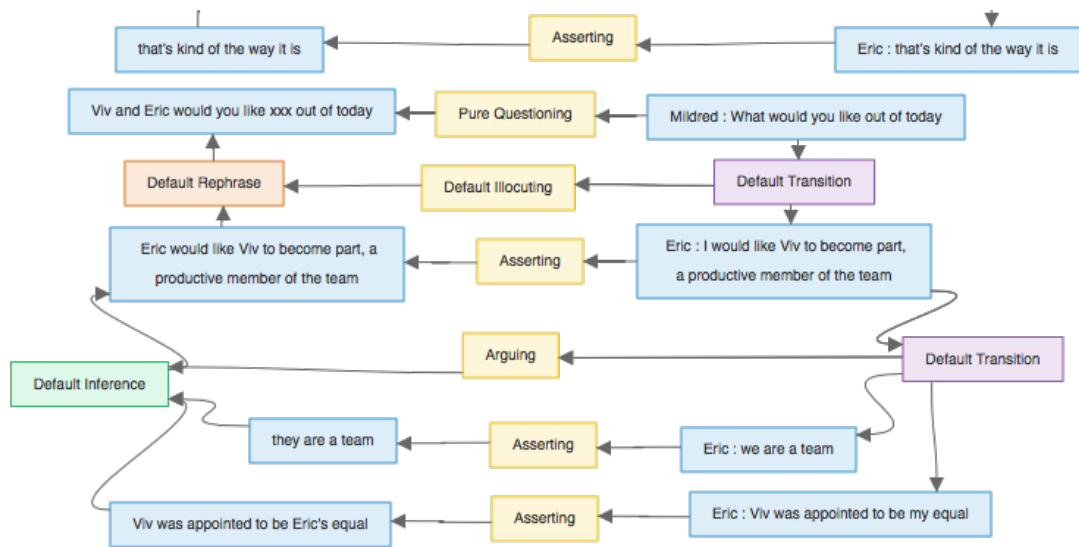 that's kind of the way it is
Asserting
Eric : that's kind of the way it is
Viv and Eric would you like xxx out of today
Pure Questioning
Mildred : What would you like out of today
Default Rephrase
Default Illocuting
Default Transition
Eric would like Viv to become part, a
productive member of the team
Asserting
Eric : I would like Viv to become part,
a productive member of the team
Arguing
Default Transition
Default Inference
they are a team
Asserting
Eric : we are a team
Viv was appointed to be Eric's equal
Asserting
Eric : Viv was appointed to be my equal